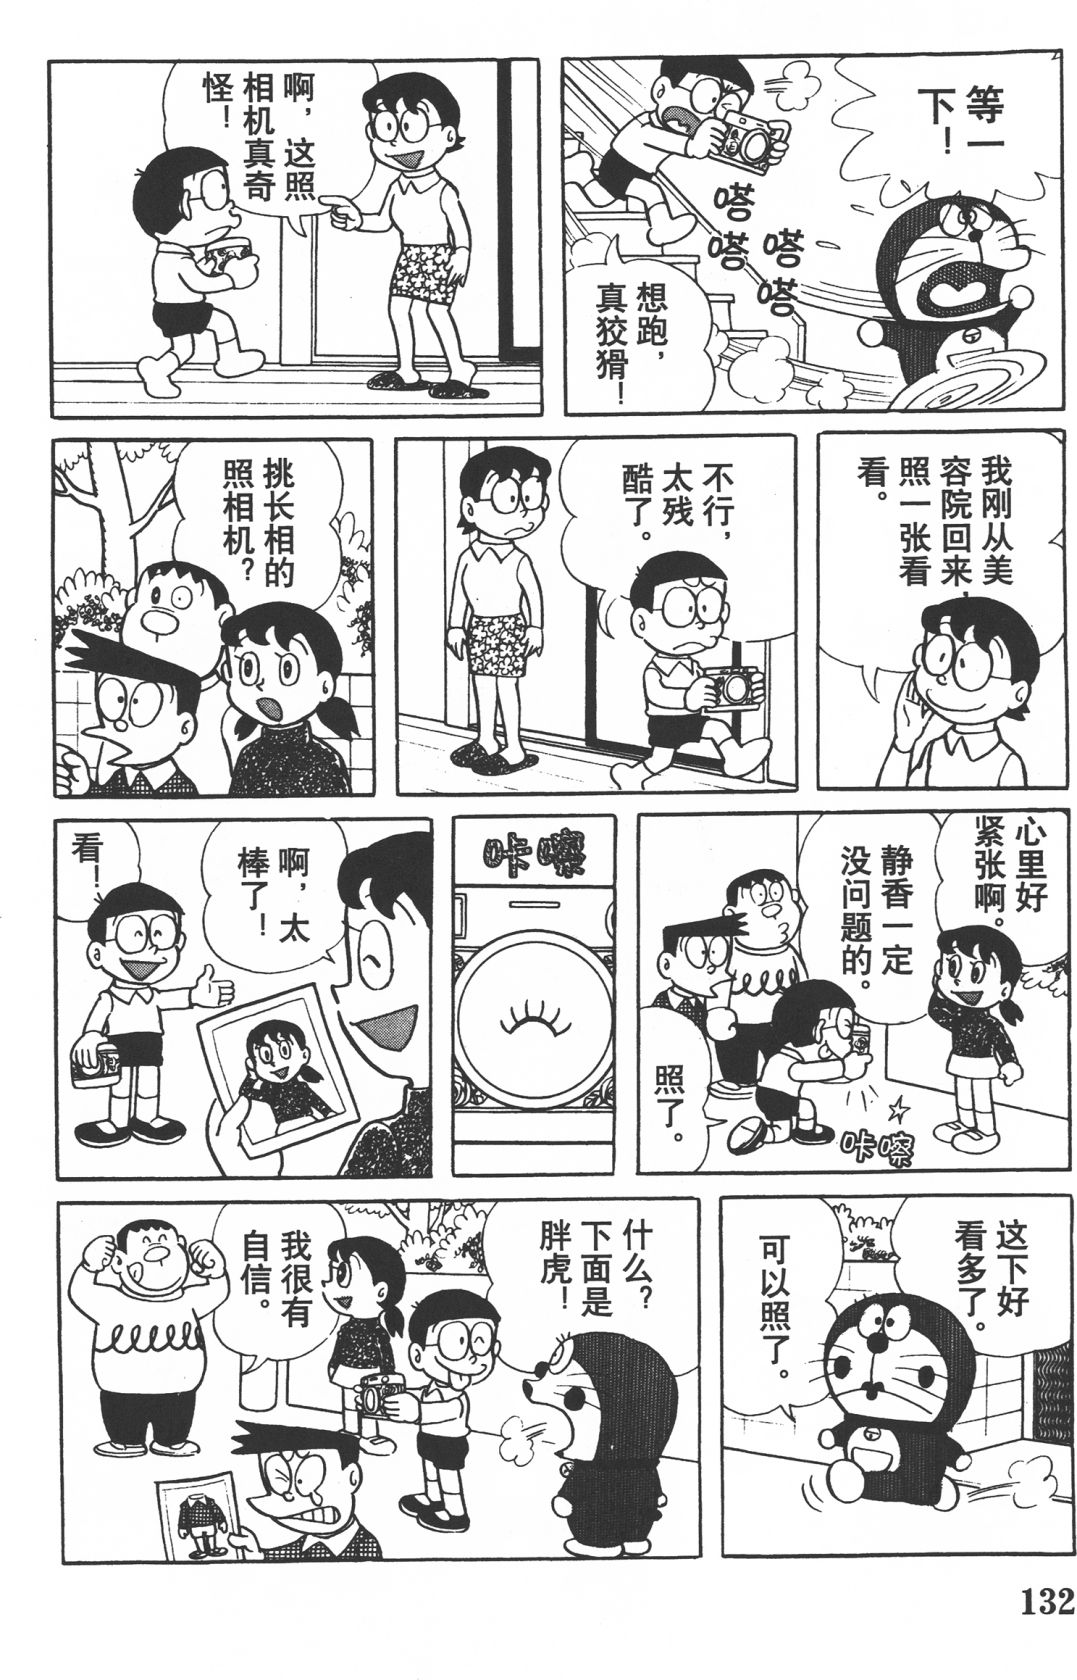 等一
下！
嗒
嗒
嗒
嗒
想跑，
真狡猾！
啊，这照
相机真奇
怪！
我刚从美
容院回来，
照一张看
看。
不行，
太残
酷了。
挑长相的
照相机？
心里好
紧张啊。
静香一定
没问题的。
照了。
咔嚓
咔嚓
啊，太
棒了！
看！
这下好
看多了。
可以照了。
什么？
下面是
胖虎！
我很有
自信。
132